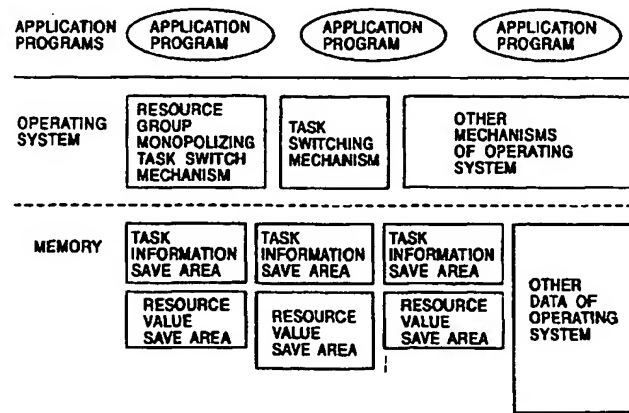 APPLICATION
PROGRAMS
APPLICATION
PROGRAM
APPLICATION
PROGRAM
APPLICATION
PROGRAM
OPERATING
SYSTEM
RESOURCE
GROUP
MONOPOLIZING
TASK SWITCH
MECHANISM
TASK
SWITCHING
MECHANISM
OTHER
MECHANISMS
OF OPERATING
SYSTEM
MEMORY
TASK
INFORMATION
SAVE AREA
TASK
INFORMATION
SAVE AREA
TASK
INFORMATION
SAVE AREA
OTHER
DATA OF
OPERATING
SYSTEM
RESOURCE
VALUE
SAVE AREA
RESOURCE
VALUE
SAVE AREA
RESOURCE
VALUE
SAVE AREA